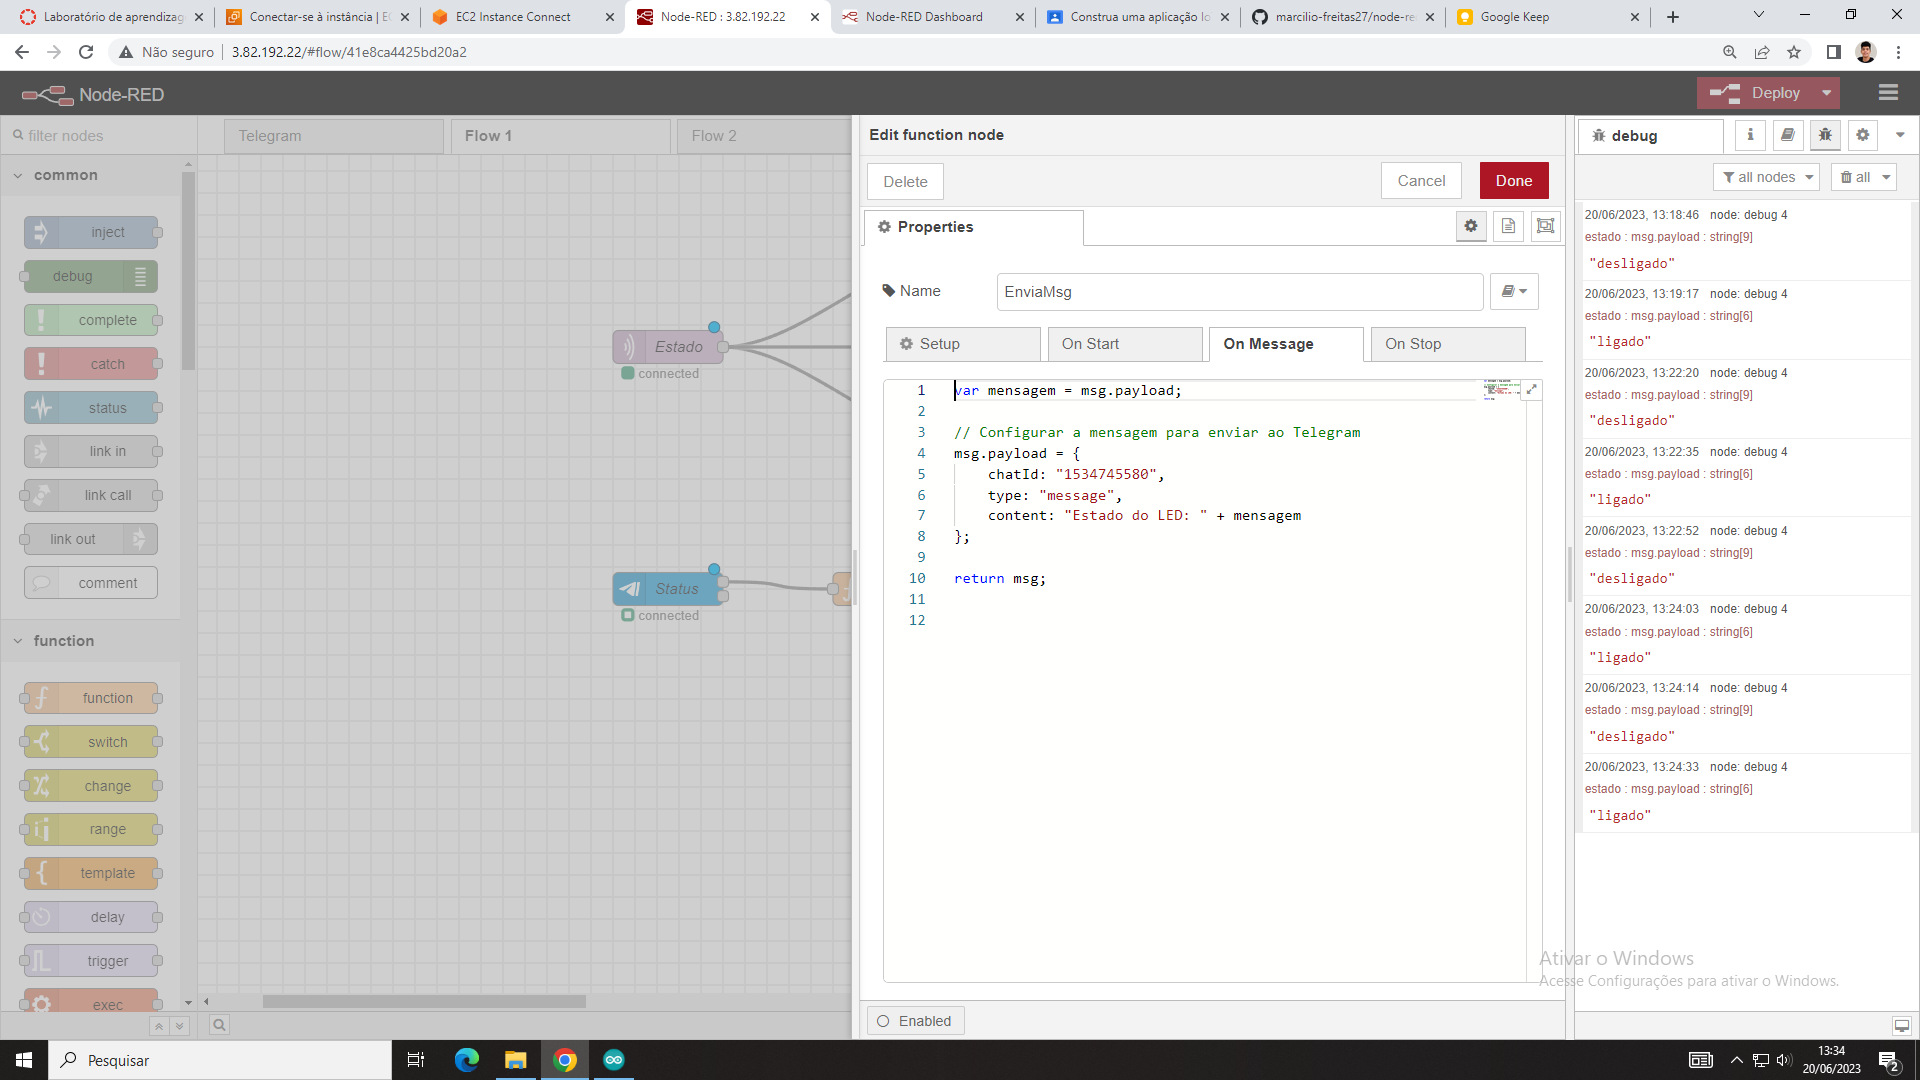 Laboratório de aprendizag
Conectar-se à instância | EC
EC2 Instance Connect
Node-RED : 3.82.192.22
Node-RED Dashboard
Construa uma aplicação Io
marcilio-freitas27/node-re
Google Keep
Não seguro
3.82.192.22/#flow/41e8ca4425bd20a2
Node-RED
Deploy
filter nodes
Telegram
Flow 1
Flow 2
common
inject
debug
complete
catch
status
link in
link call
link out
comment
function
function
switch
change
range
template
delay
trigger
exec
Estado
connected
Status
connected
Edit function node
Delete
Cancel
Done
Properties
Name
EnviaMsg
Setup
On Start
On Message
On Stop
1 var mensagem = msg.payload;
2
3 // Configurar a mensagem para enviar ao Telegram
4 msg.payload = {
5 chatId: "1534745580",
6 type: "message",
7 content: "Estado do LED: " + mensagem
8 };
9
10 return msg;
11
12
Enabled
debug
all nodes
all
20/06/2023, 13:18:46 node: debug 4
estado : msg.payload : string[9]
"desligado"
20/06/2023, 13:19:17 node: debug 4
estado : msg.payload : string[6]
"ligado"
20/06/2023, 13:22:20 node: debug 4
estado : msg.payload : string[9]
"desligado"
20/06/2023, 13:22:35 node: debug 4
estado : msg.payload : string[6]
"ligado"
20/06/2023, 13:22:52 node: debug 4
estado : msg.payload : string[9]
"desligado"
20/06/2023, 13:24:03 node: debug 4
estado : msg.payload : string[6]
"ligado"
20/06/2023, 13:24:14 node: debug 4
estado : msg.payload : string[9]
"desligado"
20/06/2023, 13:24:33 node: debug 4
estado : msg.payload : string[6]
"ligado"
Ativar o Windows
Acesse Configurações para ativar o Windows.
Pesquisar
13:34
20/06/2023
2